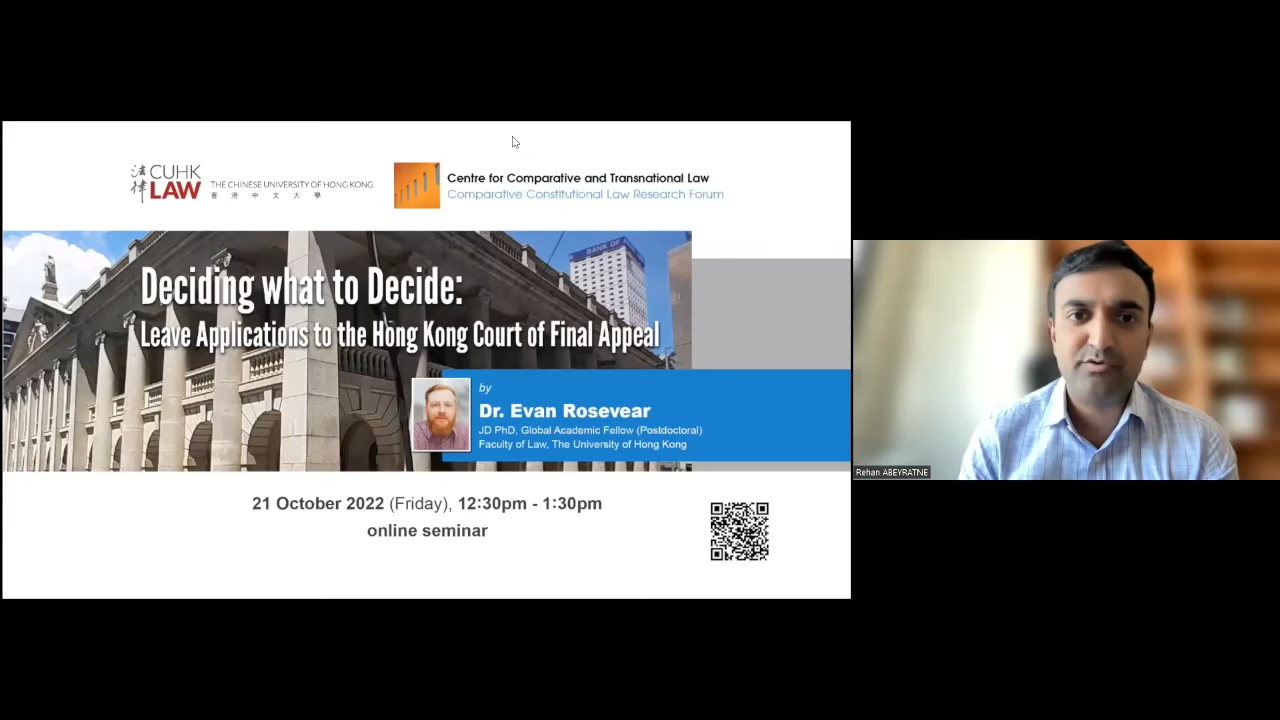 法律 CUHK LAW
THE CHINESE UNIVERSITY OF HONG KONG
香港中文大學
Centre for Comparative and Transnational Law
Comparative Constitutional Law Research Forum
BANK OF
Deciding what to Decide:
Leave Applications to the Hong Kong Court of Final Appeal
by
Dr. Evan Rosevear
JD PhD, Global Academic Fellow (Postdoctoral)
Faculty of Law, The University of Hong Kong
21 October 2022 (Friday), 12:30pm - 1:30pm
online seminar
Rehan ABEYRATNE